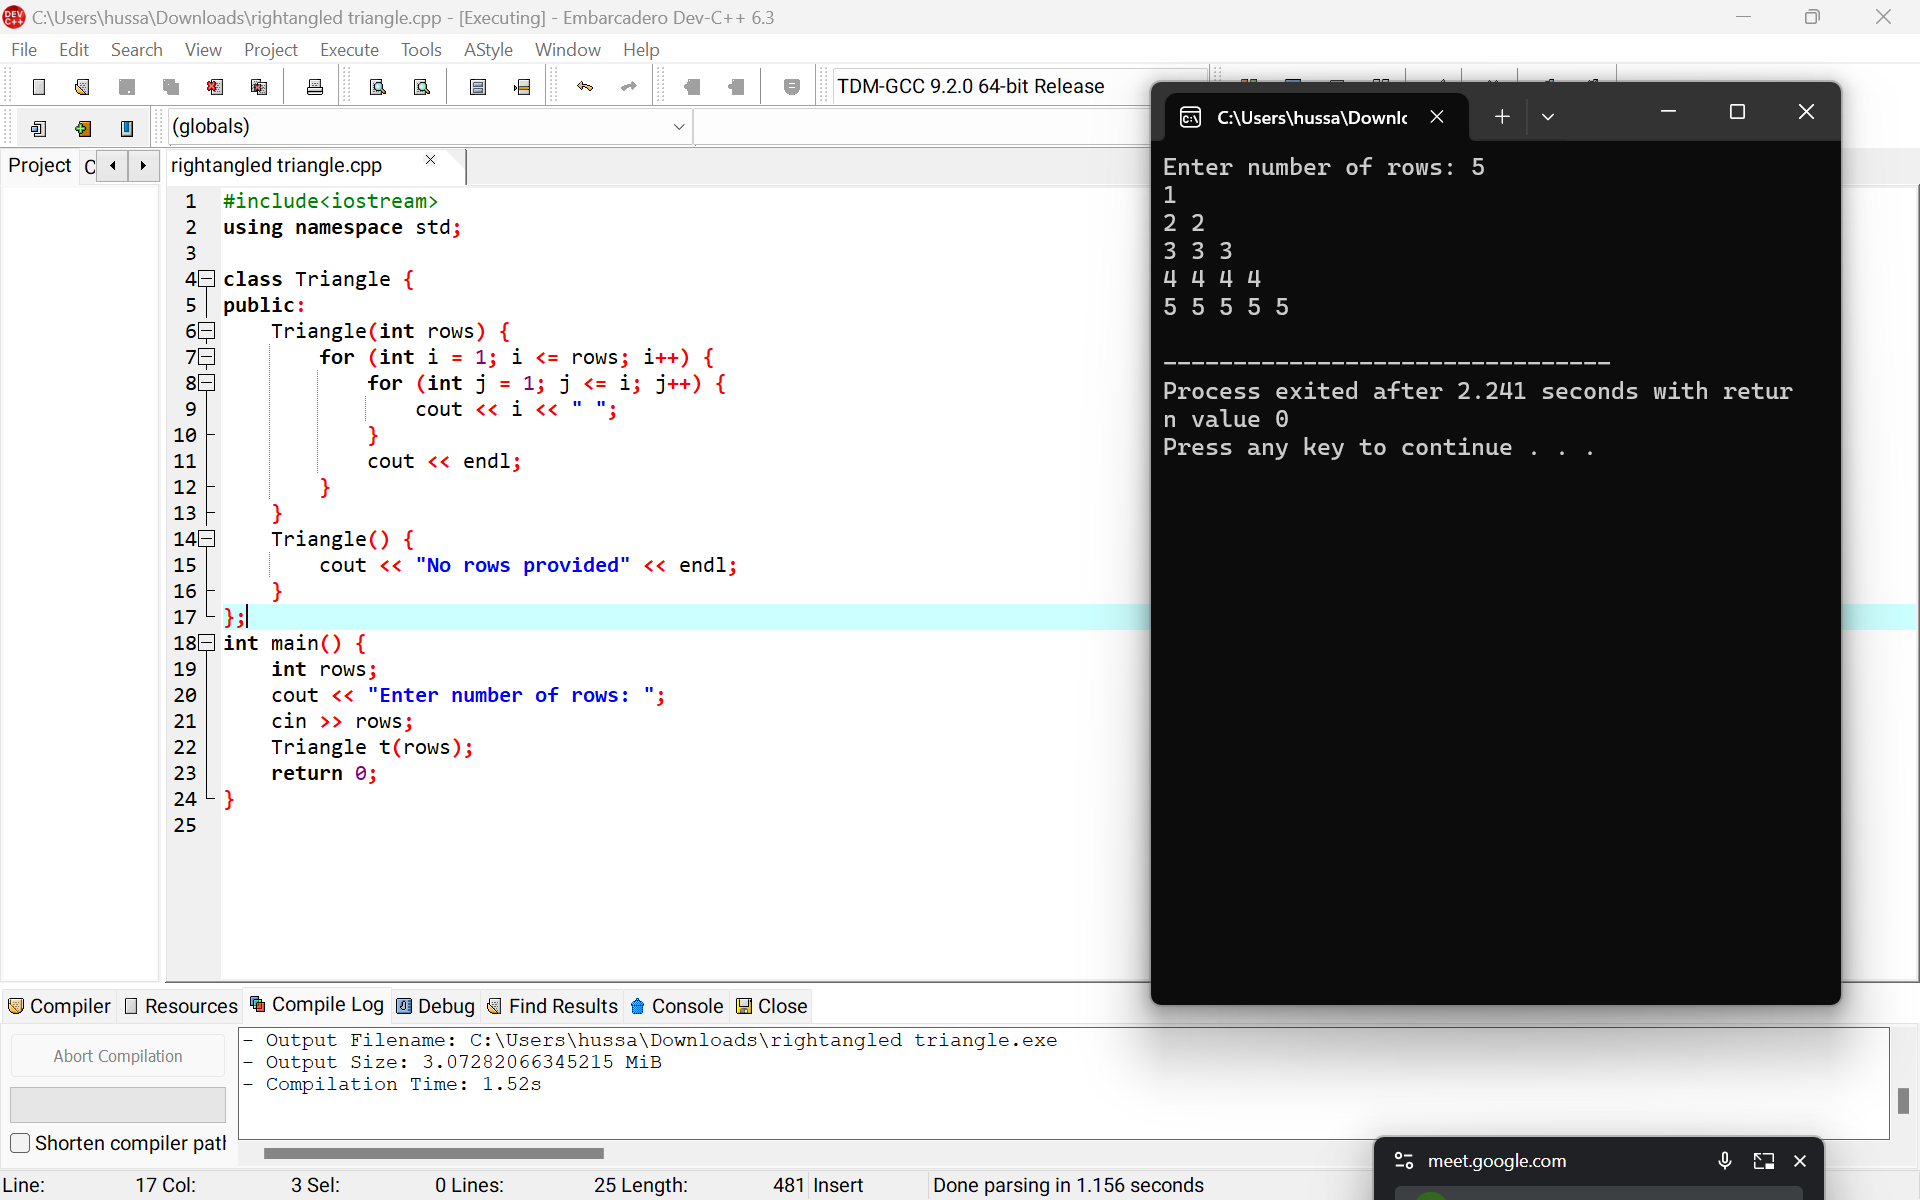 C:\Users\hussa\Downloads\rightangled triangle.cpp - [Executing] - Embarcadero Dev-C++ 6.3
File Edit Search View Project Execute Tools AStyle Window Help
TDM-GCC 9.2.0 64-bit Release
(globals)
Project
rightangled triangle.cpp
1 #include<iostream>
2 using namespace std;
3
4 class Triangle {
5 public:
6 Triangle(int rows) {
7 for (int i = 1; i <= rows; i++) {
8 for (int j = 1; j <= i; j++) {
9 cout << i << " ";
10 }
11 cout << endl;
12 }
13 }
14 Triangle() {
15 cout << "No rows provided" << endl;
16 }
17 };
18 int main() {
19 int rows;
20 cout << "Enter number of rows: ";
21 cin >> rows;
22 Triangle t(rows);
23 return 0;
24 }
25
C:\Users\hussa\Downlc
Enter number of rows: 5
1
2 2
3 3 3
4 4 4 4
5 5 5 5 5
--------------------------------
Process exited after 2.241 seconds with retur
n value 0
Press any key to continue . . .
Compiler Resources Compile Log Debug Find Results Console Close
Abort Compilation
Shorten compiler path
- Output Filename: C:\Users\hussa\Downloads\rightangled triangle.exe
- Output Size: 3.07282066345215 MiB
- Compilation Time: 1.52s
meet.google.com
Line: 17 Col: 3 Sel: 0 Lines: 25 Length: 481 Insert Done parsing in 1.156 seconds